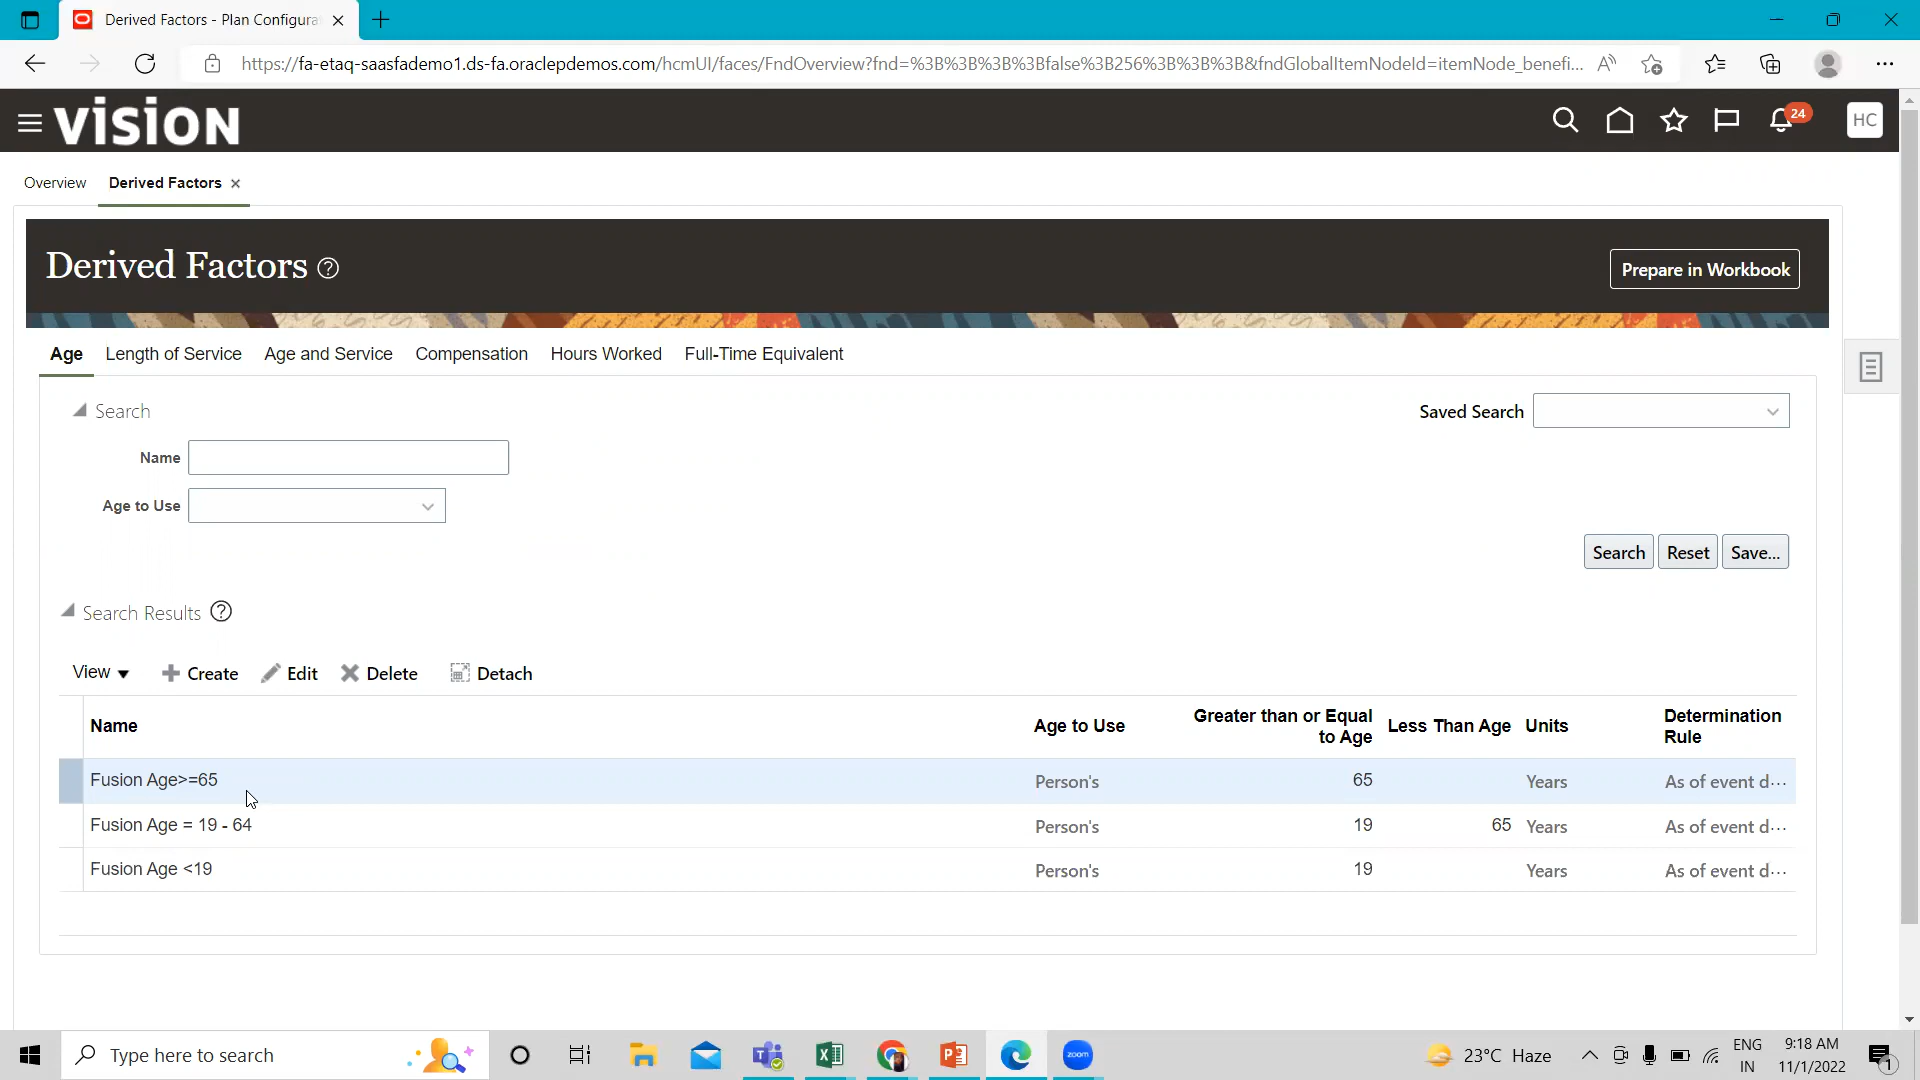 Derived Factors - Plan Configura
https://fa-etaq-saasfademo1.ds-fa.oraclepdemos.com/hcmUI/faces/FndOverview?fnd=%3B%3B%3B%3Bfalse%3B256%3B%3B%3B&fndGlobalItemNodeId=itemNode_benefi...
vision
24
HC
Overview
Derived Factors
Derived Factors
Prepare in Workbook
Age
Length of Service
Age and Service
Compensation
Hours Worked
Full-Time Equivalent
Search
Saved Search
Name
Age to Use
Search
Reset
Save...
Search Results
View
Create
Edit
Delete
Detach
Name
Age to Use
Greater than or Equal
to Age
Less Than Age
Units
Determination
Rule
Fusion Age>=65
Person's
65
Years
As of event d...
Fusion Age = 19 - 64
Person's
19
65
Years
As of event d...
Fusion Age <19
Person's
19
Years
As of event d...
Type here to search
zoom
23°C Haze
ENG
IN
9:18 AM
11/1/2022
1